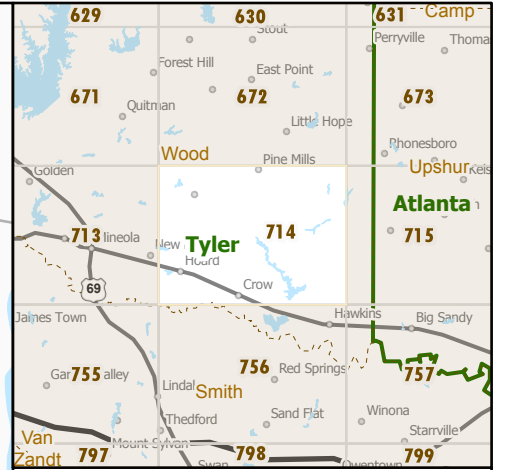 629 630 631 Camp
Stout Perryville Thoma
Forest Hill East Point
671 672 673
Quitman
Little Hope
Wood Phonesboro
Pine Mills Upshur Keis
Golden
Atlanta
713 Mineola New Tyler 714 715
Hoard
69 Crow
James Town Hawkins Big Sandy
755 756 Red Springs 757
Lindal Smith
Sand Flat Winona
Thedford Starrville
Van
Zandt 797 Mount Sylvan 798 799
Swan Owentown